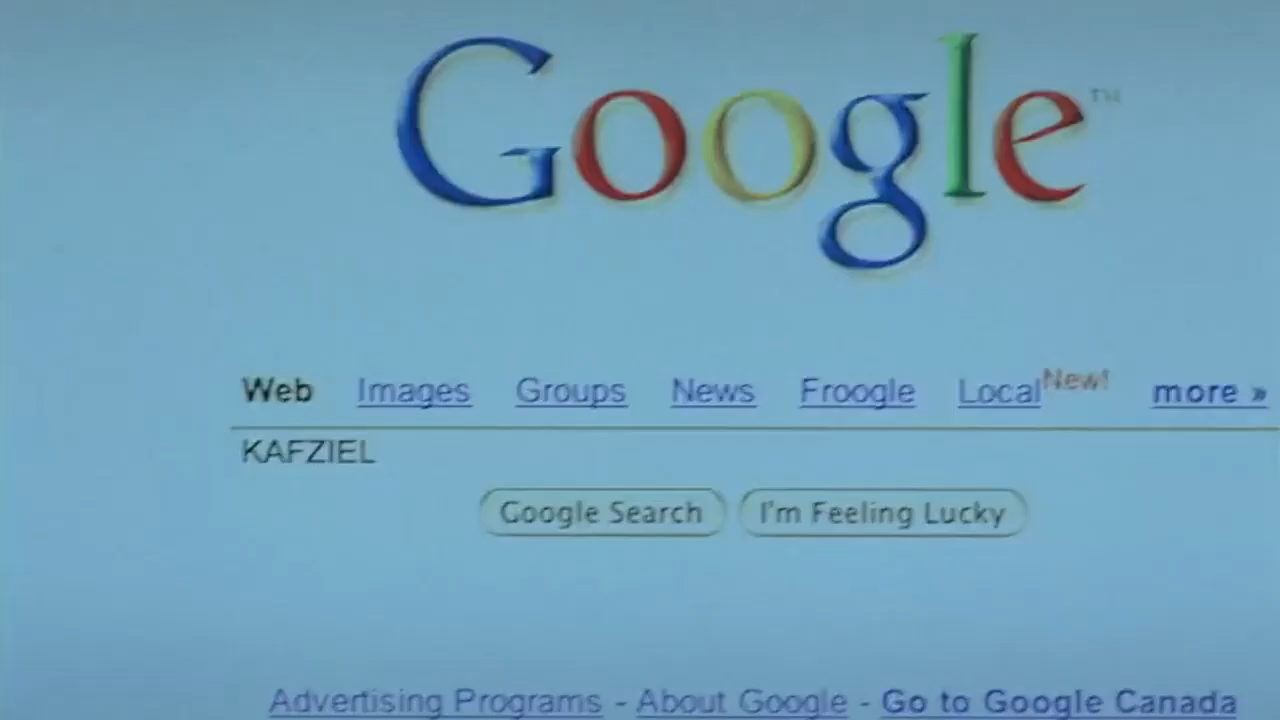 Google™
Web Images Groups News Froogle Local New! more »
KAFZIEL
Google Search I'm Feeling Lucky
Advertising Programs - About Google - Go to Google Canada